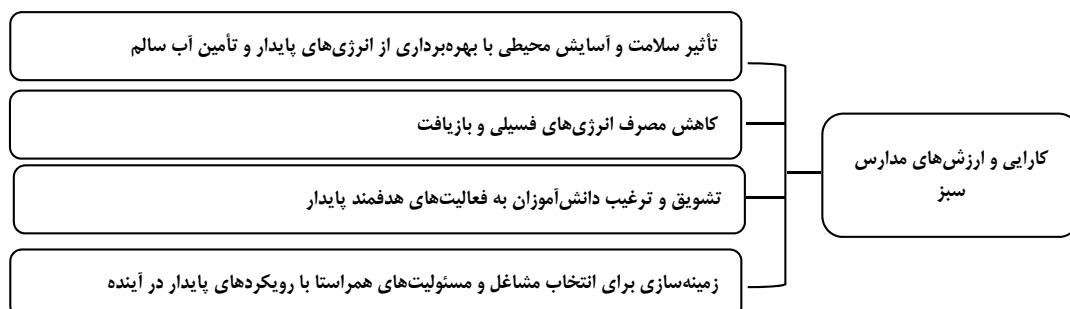 کارایی و ارزش‌های مدارس
سبز
تأثیر سلامت و آسایش محیطی با بهره‌برداری از انرژی‌های پایدار و تأمین آب سالم
کاهش مصرف انرژی‌های فسیلی و بازیافت
تشویق و ترغیب دانش‌آموزان به فعالیت‌های هدفمند پایدار
زمینه‌سازی برای انتخاب مشاغل و مسئولیت‌های همراستا با رویکردهای پایدار در آینده